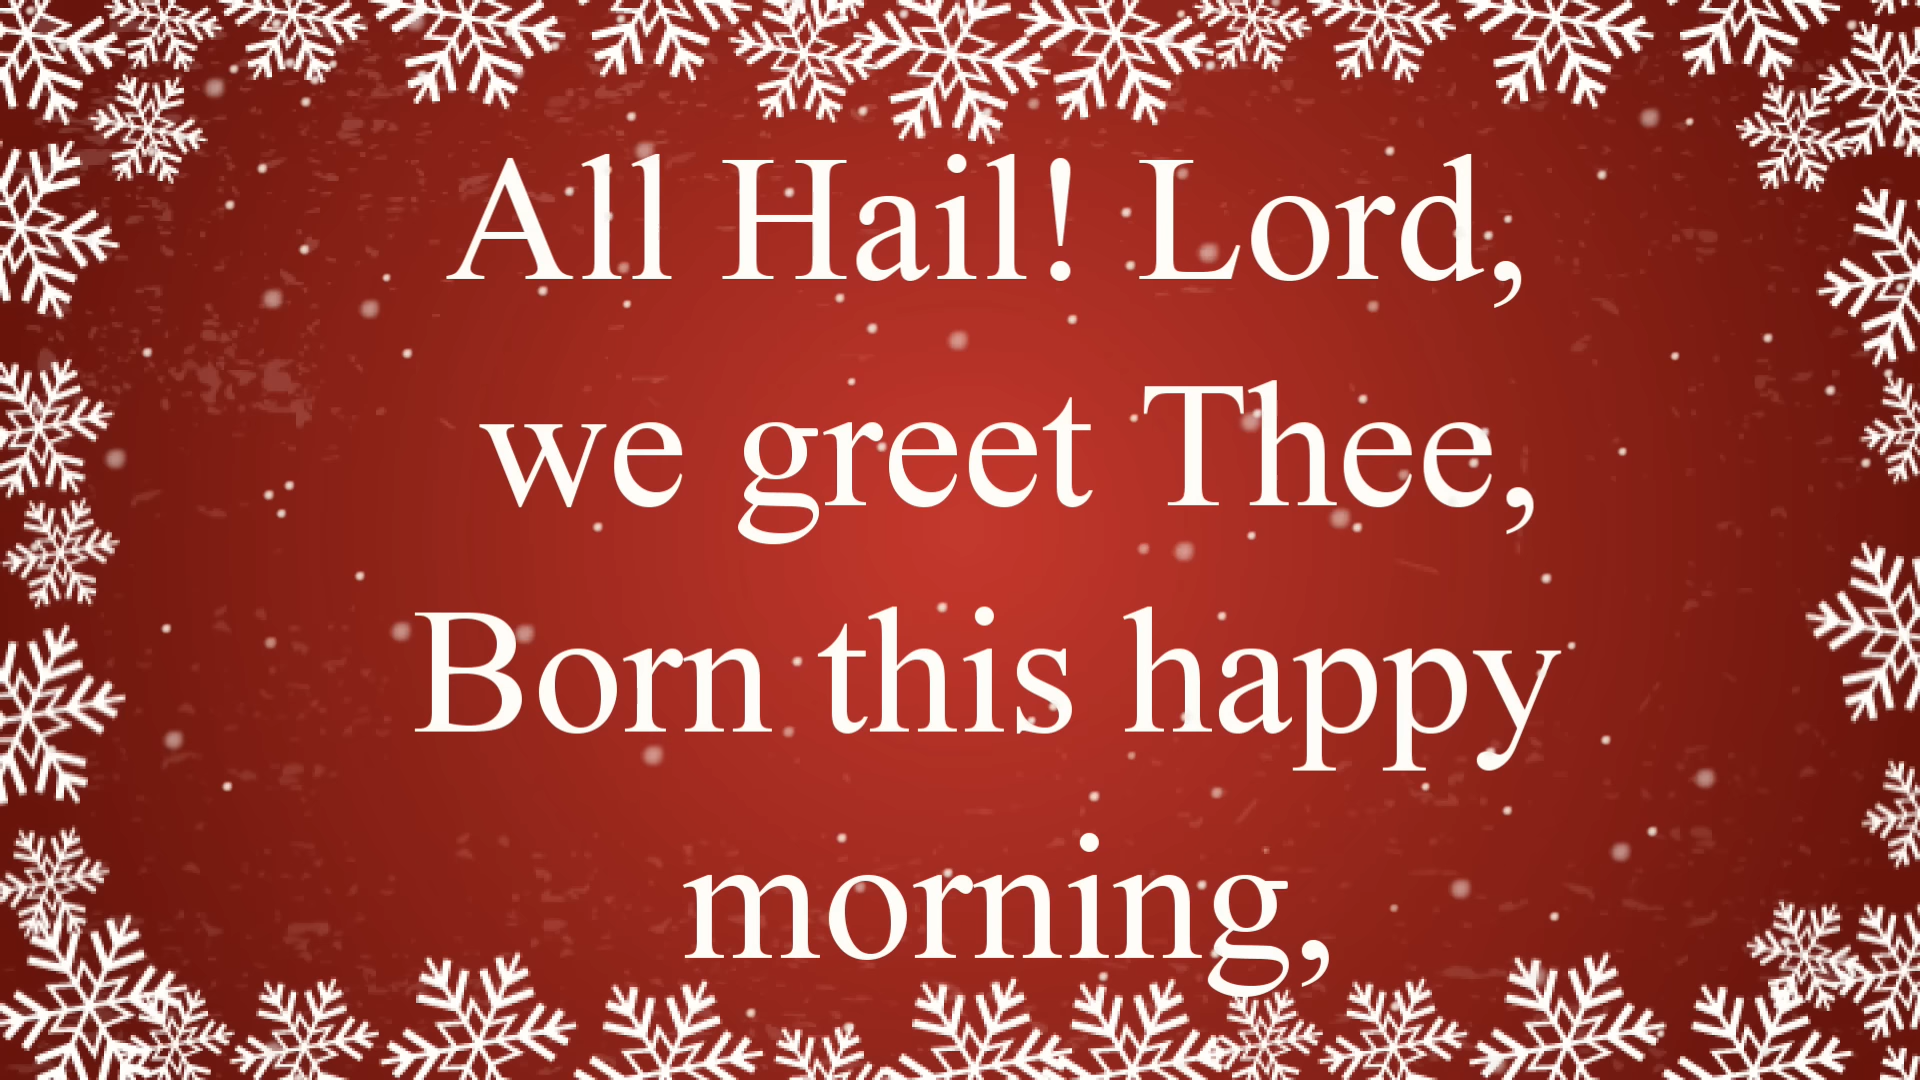 All Hail! Lord,
we greet Thee,
Born this happy
morning,